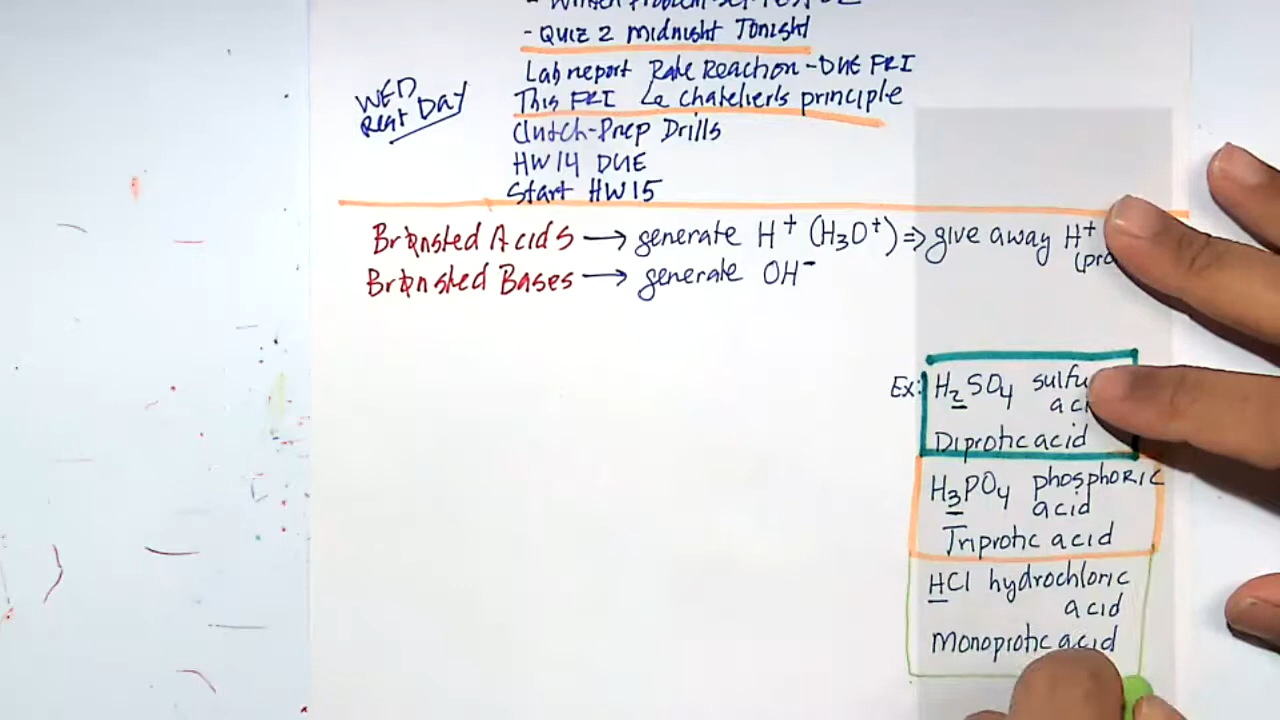 - QUIZ 2 Midnight Tonight
Lab report Rate Reaction - DUE FRI
This FRI Le Chatelier's principle
WED
Rest Day
Clutch-Prep Drills
HW14 DUE
Start HW15
Brønsted Acids → generate H⁺ (H₃O⁺) ⇒ give away H⁺
Brønsted Bases → generate OH⁻
Ex: H₂SO₄
Diprotic acid
H₃PO₄ phosphoric
acid
Triprotic acid
HCl hydrochloric
acid
Monoprotic acid